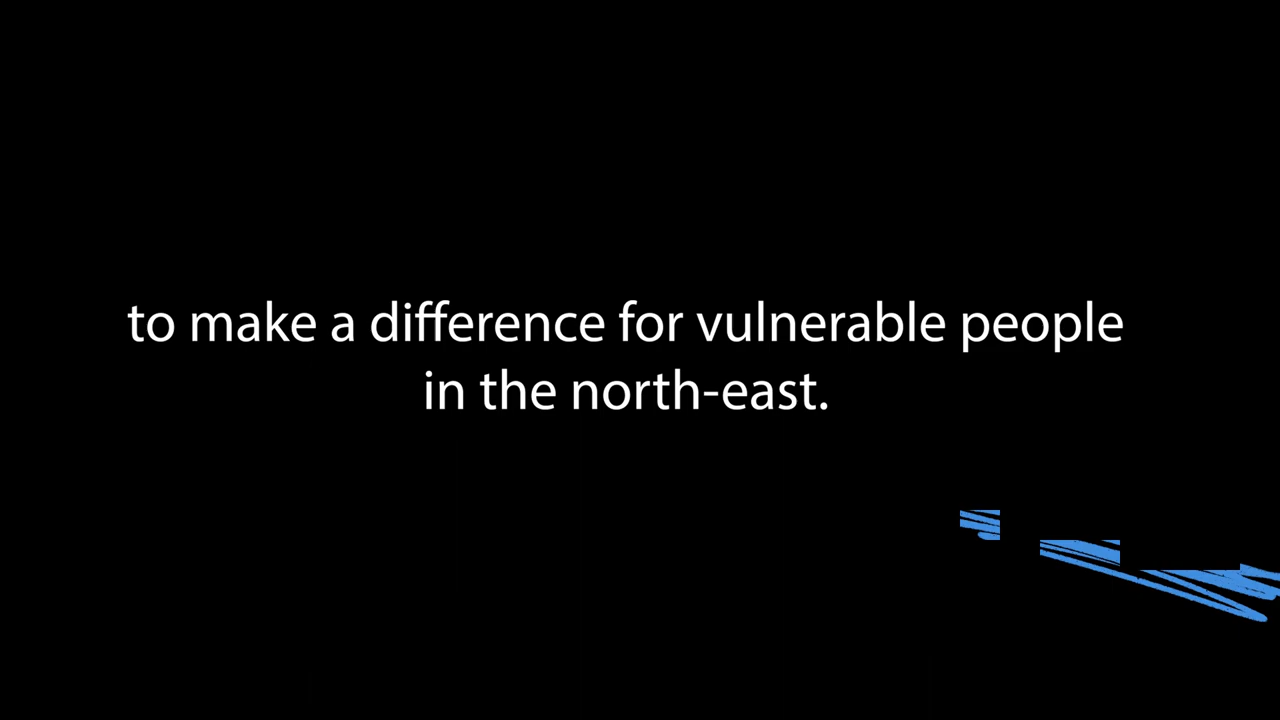 to make a difference for vulnerable people
in the north-east.